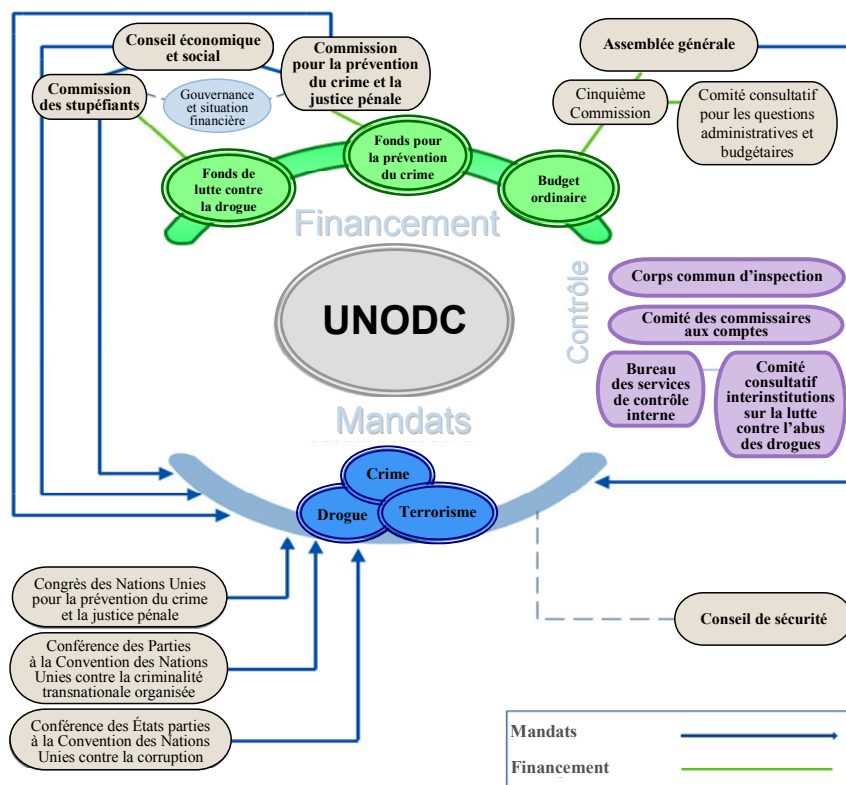 Conseil économique
et social
Commission
pour la prévention
du crime et la
justice pénale
Assemblée générale
Commission
des stupéfiants
Gouvernance
et situation
financière
Cinquième
Commission
Comité consultatif
pour les questions
administratives et
budgétaires
Fonds de
lutte contre
la drogue
Fonds pour
la prévention
du crime
Budget
ordinaire
Financement
UNODC
Contrôle
Corps commun d’inspection
Comité des commissaires
aux comptes
Bureau
des services
de contrôle
interne
Comité
consultatif
interinstitutions
sur la lutte
contre l’abus
des drogues
Mandats
Crime
Drogue
Terrorisme
Congrès des Nations Unies
pour la prévention du crime
et la justice pénale
Conférence des Parties
à la Convention des Nations
Unies contre la criminalité
transnationale organisée
Conférence des États parties
à la Convention des Nations
Unies contre la corruption
Conseil de sécurité
Mandats
Financement